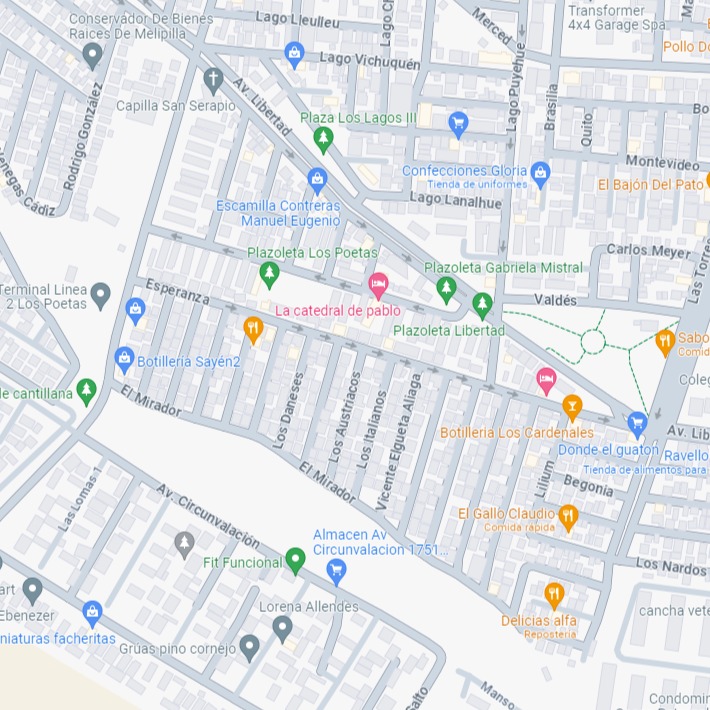 Conservador De Bienes
Raices De Melipilla
Lago Lleulleu
Merced
Transformer
4x4 Garage Spa
Lago Vichuquén
Lago Puyehue
Pollo Do
Capilla San Serapio
Av. Libertad
Plaza Los Lagos III
Brasilia
Quito
Bo
Rodrigo González
Montevideo
Confecciones Gloria
Tienda de uniformes
El Bajón Del Pato
enegas Cádiz
Lago Lanalhue
Escamilla Contreras
Manuel Eugenio
Plazoleta Los Poetas
Carlos Meyer
Plazoleta Gabriela Mistral
Las Torre
Terminal Linea
2 Los Poetas
Esperanza
La catedral de pablo
Valdés
Plazoleta Libertad
Sabo
Comid
Botillería Sayén2
Coleg
de cantillana
El Mirador
Los Daneses
Los Austriacos
Los Italianos
Vicente Elgueta Aliaga
Botilleria Los Cardenales
Av. Lib
Donde el guaton
Tienda de alimentos para
Ravello
El Mirador
Lilium
Begonia
Las Lomas 1
Av. Circunvalación
El Gallo Claudio
Comida rápida
Almacen Av
Circunvalacion 1751...
Fit Funcional
Los Nardos
art
Ebenezer
Lorena Allendes
Delicias alfa
Repostería
cancha vete
niaturas facheritas
Grúas pino cornejo
Manso
Salto
Condomin